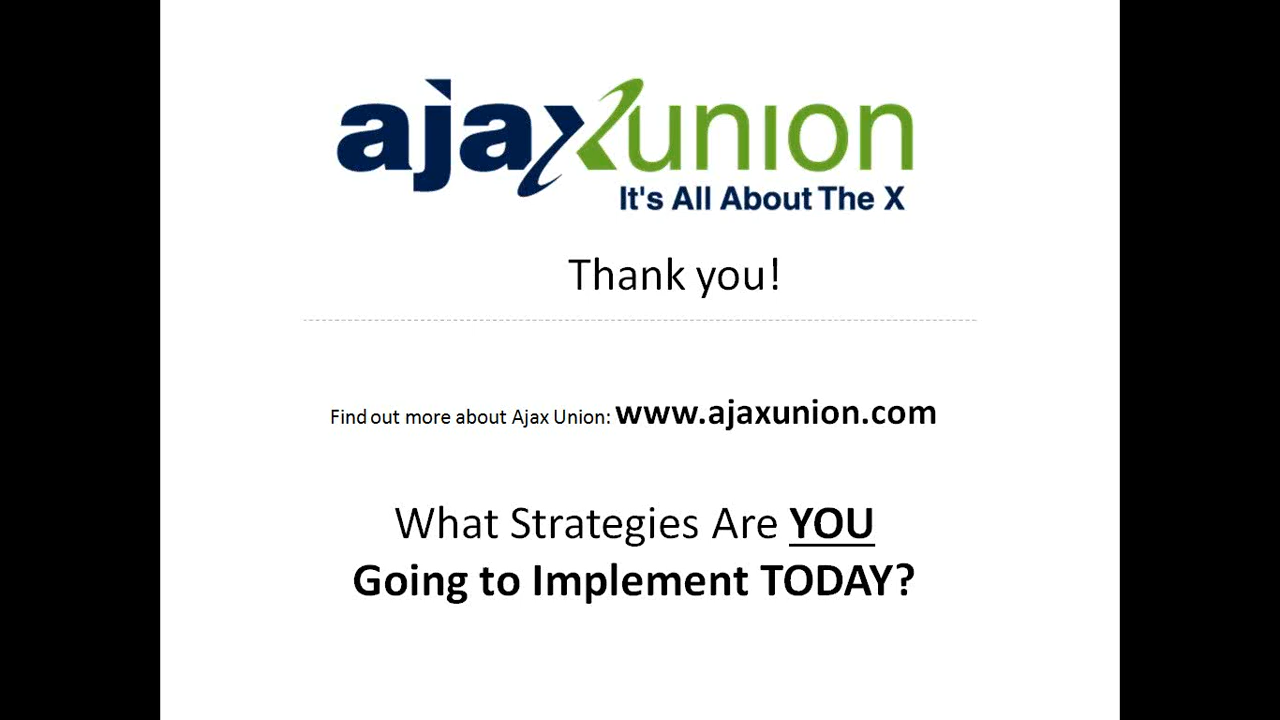 ajaxunion
It's All About The X
Thank you!
Find out more about Ajax Union: www.ajaxunion.com
What Strategies Are YOU
Going to Implement TODAY?